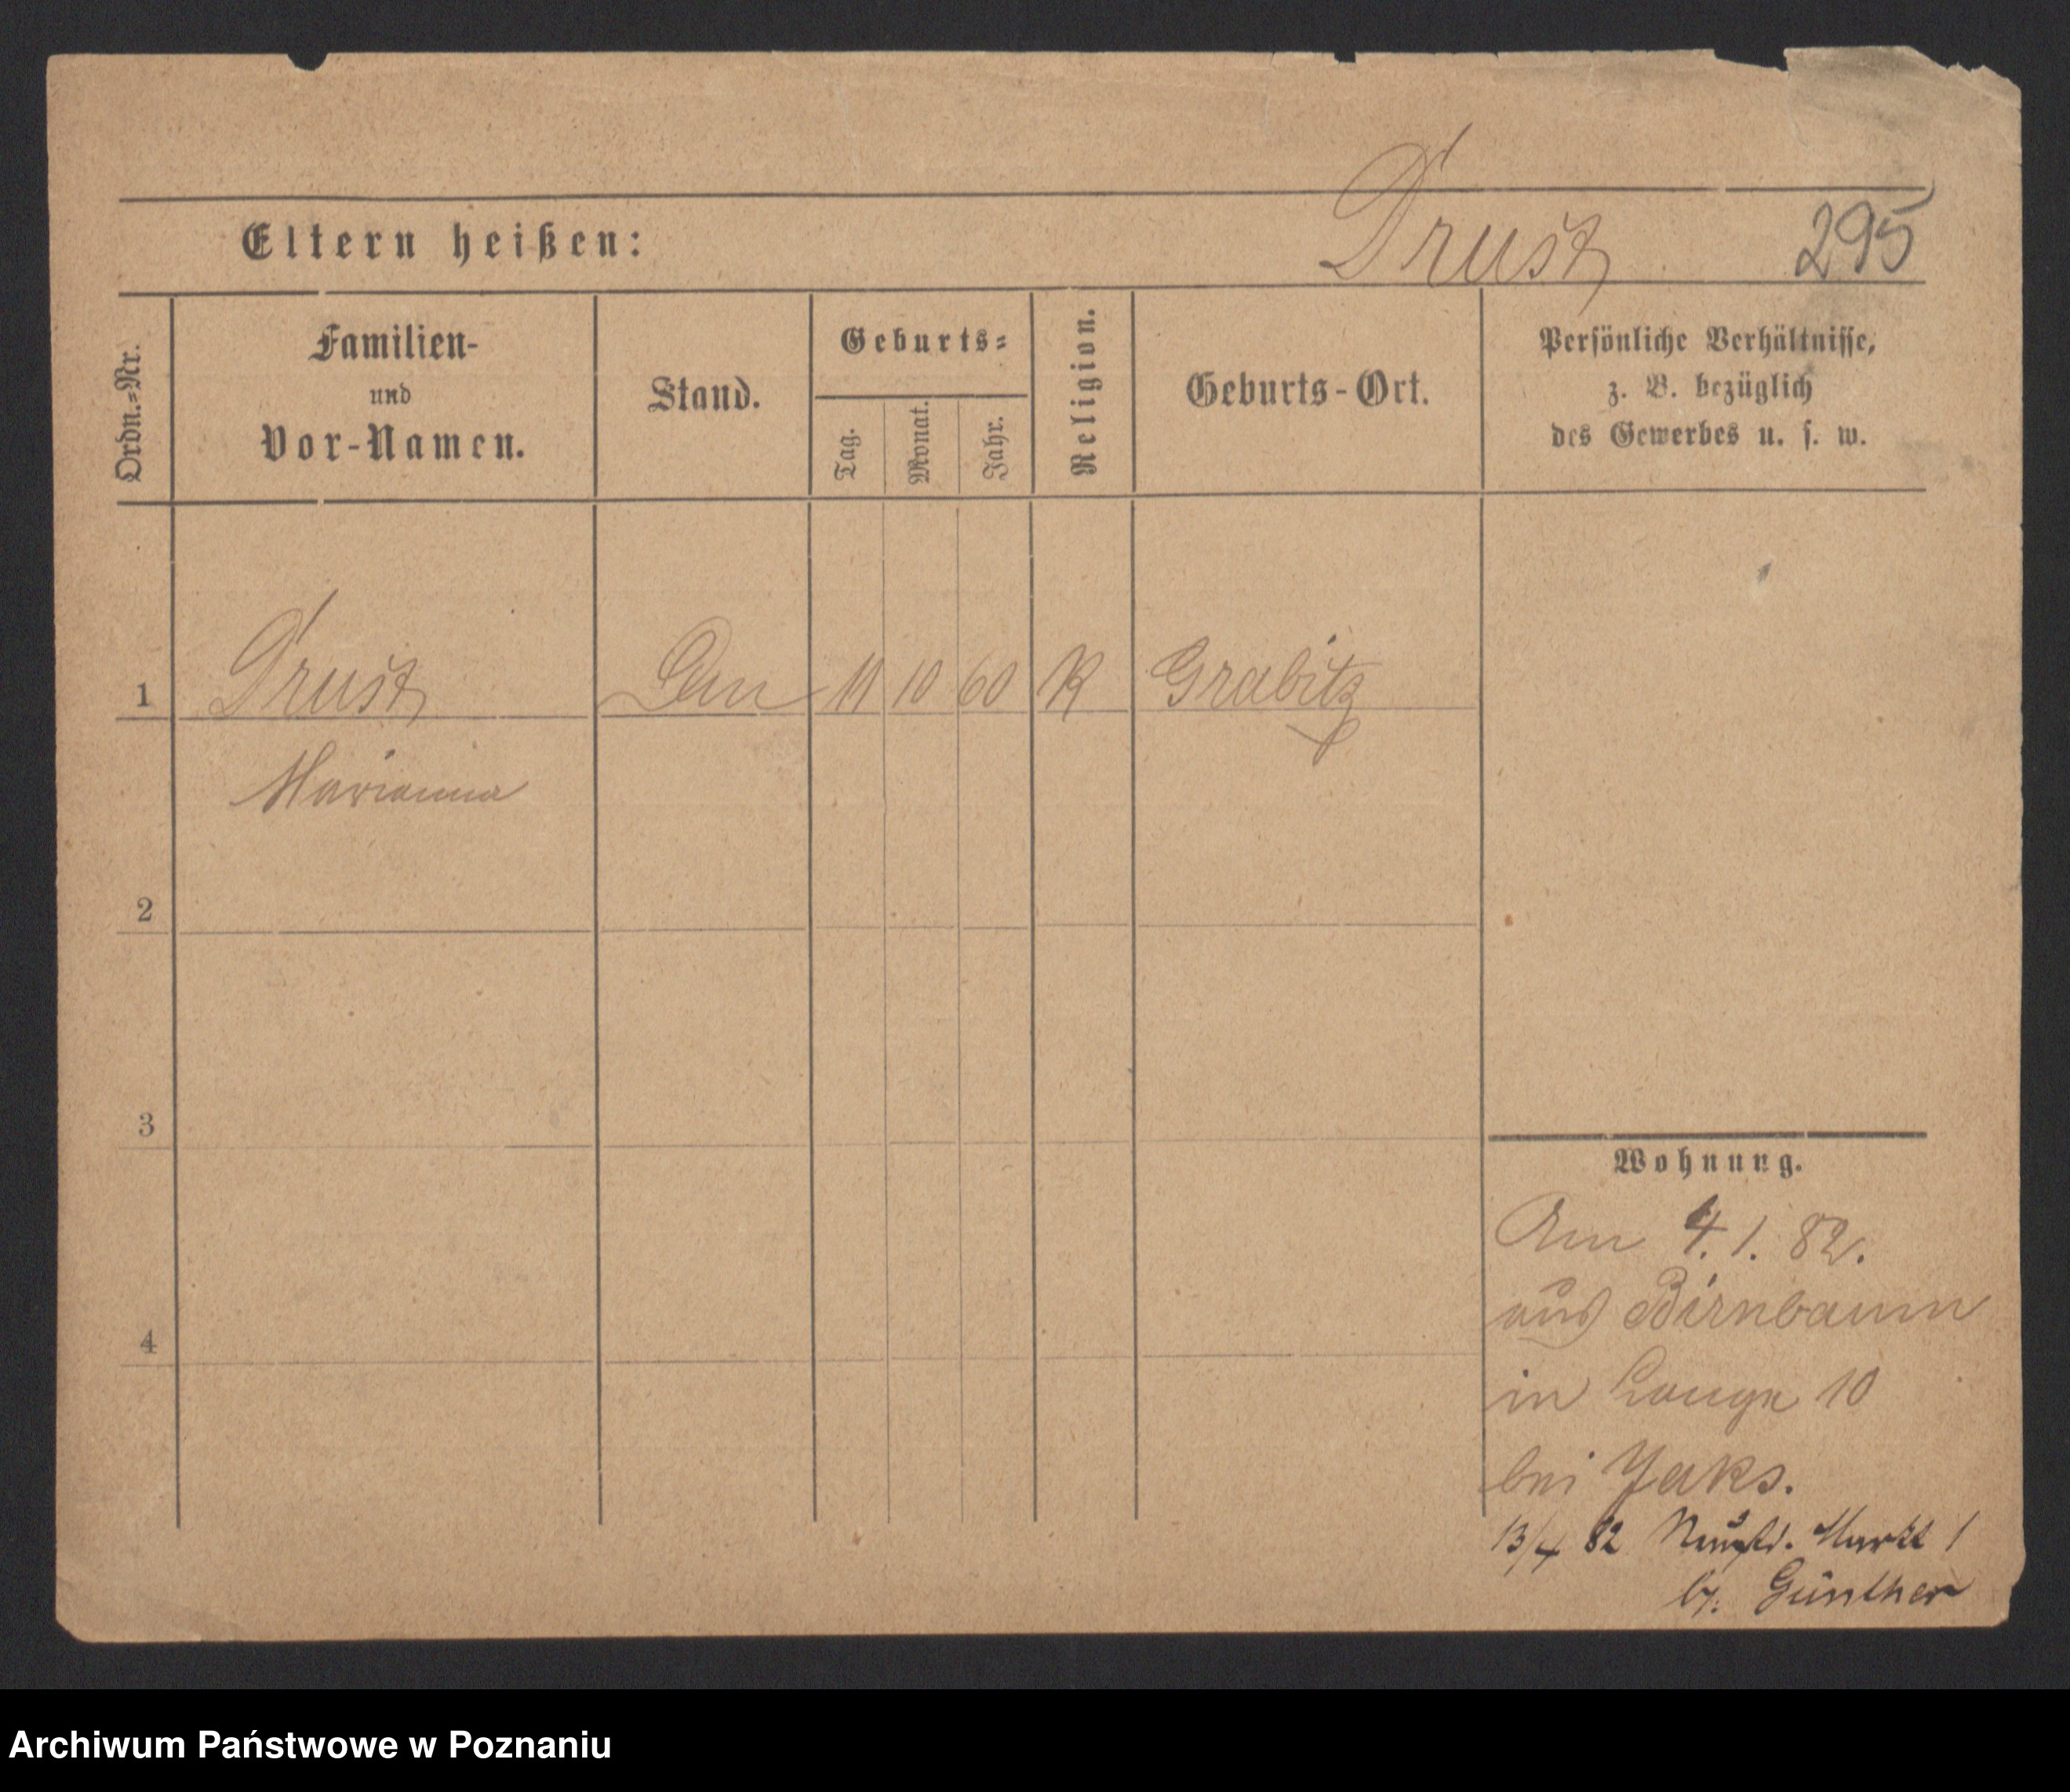 Drust 295
Eltern heißen:
Ordn.-Nr.
Familien-
und
Vor-Namen.
Stand.
Geburts-
Tag.
Monat.
Jahr.
Religion.
Geburts-Ort.
Persönliche Verhältnisse,
z. B. bezüglich
des Gewerbes u. s. w.
1 Drust 10 60 K Grabitz
Marianna
2
3
4
Wohnung.
Am 4. 1. 82.
aus Birnbaum
in Lange 10
bei Jaks.
13/4 82 Markt 1
b. Günther
Archiwum Państwowe w Poznaniu